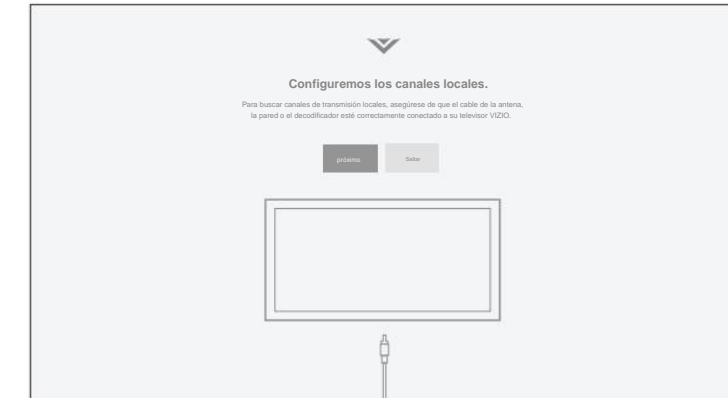 Configuremos los canales locales.
Para buscar canales de transmisión locales, asegúrese de que el cable de la antena,
la pared o el decodificador esté correctamente conectado a su televisor VIZIO.
próximo
Saltar